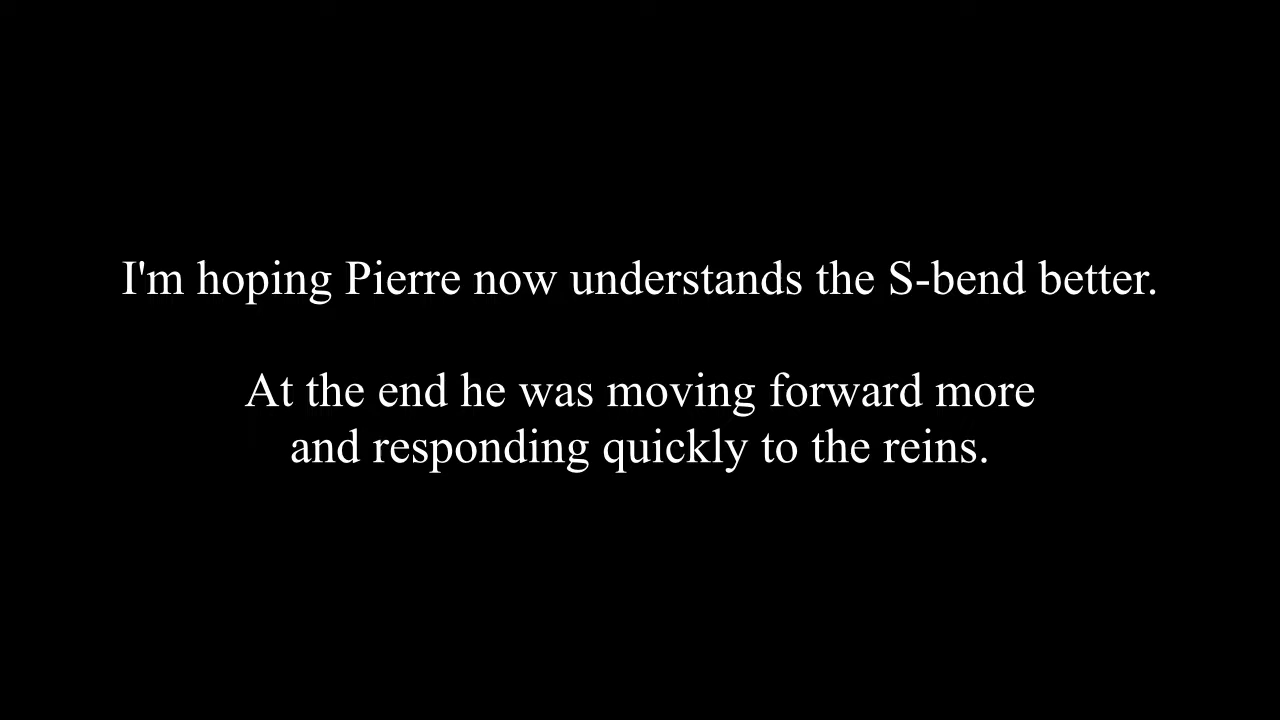 I'm hoping Pierre now understands the S-bend better.
At the end he was moving forward more
and responding quickly to the reins.